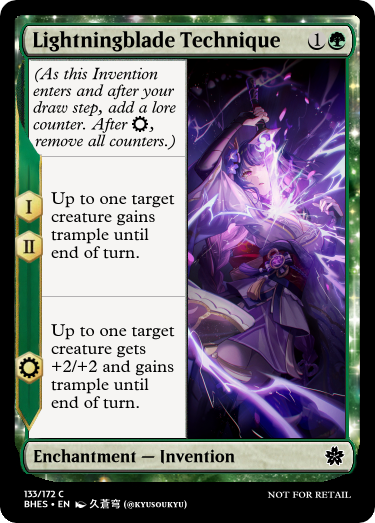 Lightningblade Technique 1
(As this Invention
enters and after your
draw step, add a lore
counter. After ,
remove all counters.)
I
II
Up to one target
creature gains
trample until
end of turn.
Up to one target
creature gets
+2/+2 and gains
trample until
end of turn.
Enchantment — Invention
133/172 C
BHES • EN 久蒼穹 (@KYUSOUKYU)
NOT FOR RETAIL